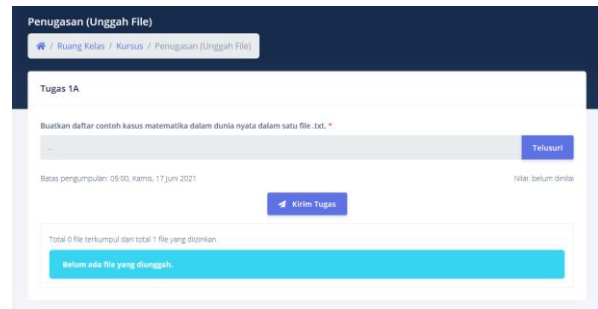 Penugasan (Unggah File)
/ Ruang Kelas / Kursus / Penugasan (Unggah File)
Tugas 1A
Buatkan daftar contoh kasus matematika dalam dunia nyata dalam satu file .txt. *
...
Telusuri
Batas pengumpulan: 05:00, Kamis, 17 Juni 2021
Nilai: belum dinilai
Kirim Tugas
Total 0 file terkumpul dan total 1 file yang diizinkan.
Belum ada file yang diunggah.